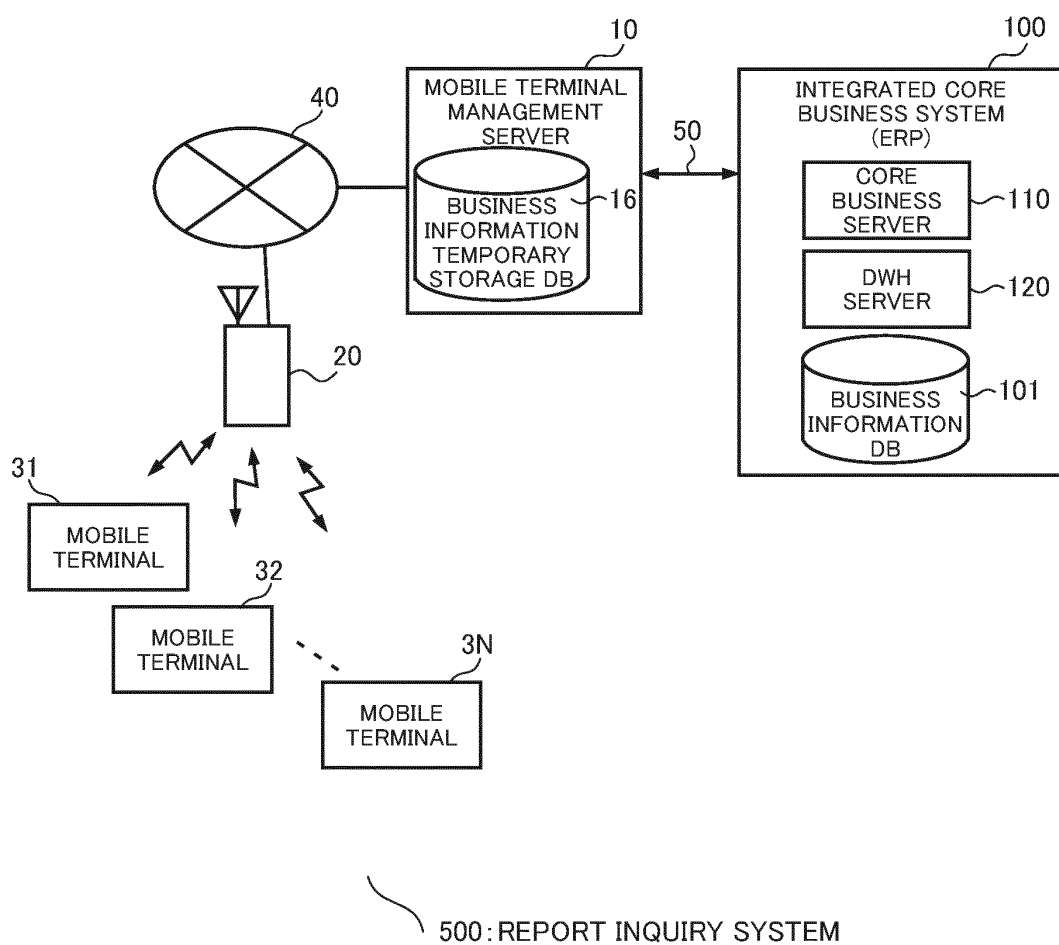 10
MOBILE TERMINAL
MANAGEMENT
SERVER
BUSINESS
INFORMATION
TEMPORARY
STORAGE DB
16
40
50
100
INTEGRATED CORE
BUSINESS SYSTEM
(ERP)
CORE
BUSINESS
SERVER
110
DWH
SERVER
120
BUSINESS
INFORMATION
DB
101
20
31
MOBILE
TERMINAL
32
MOBILE
TERMINAL
3N
MOBILE
TERMINAL
500:REPORT INQUIRY SYSTEM